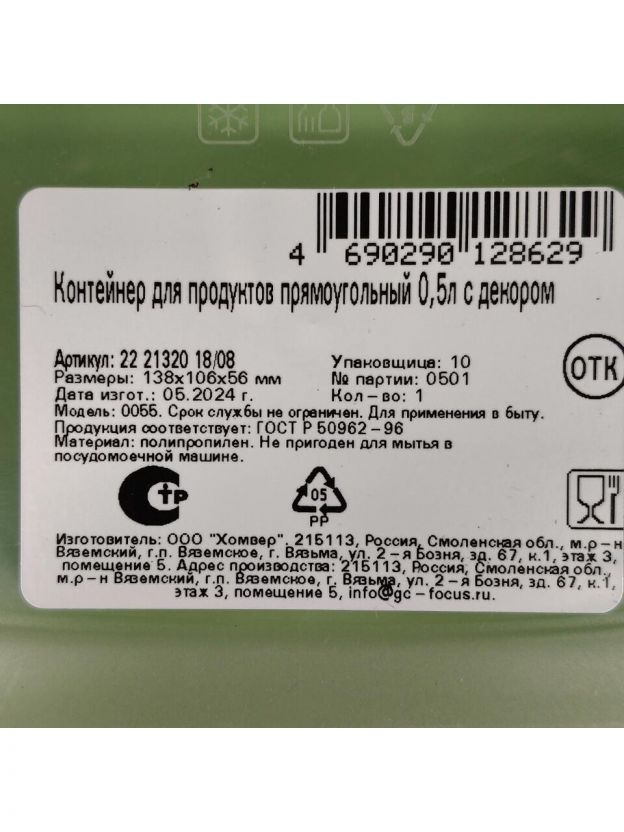 4 690290 128629
Контейнер для продуктов прямоугольный 0,5л с декором
Артикул: 22 21320 18/08
Упаковщица: 10
Размеры: 138х106х56 мм
№ партии: 0501
Дата изгот.: 05.2024 г.
Кол-во: 1
ОТК
Модель: 0055. Срок службы не ограничен. Для применения в быту.
Продукция соответствует: ГОСТ Р 50962-96
Материал: полипропилен. Не пригоден для мытья в
посудомоечной машине.
СТР
05
PP
Изготовитель: ООО "Хомвер". 215113, Россия, Смоленская обл., м.р-н
Вяземский, г.п. Вяземское, г. Вязьма, ул. 2-я Бозня, зд. 67, к.1, этаж 3,
помещение 5. Адрес производства: 215113, Россия, Смоленская обл.,
м.р-н Вяземский, г.п. Вяземское, г. Вязьма, ул. 2-я Бозня, зд. 67, к.1,
этаж 3, помещение 5, info@gc-focus.ru.